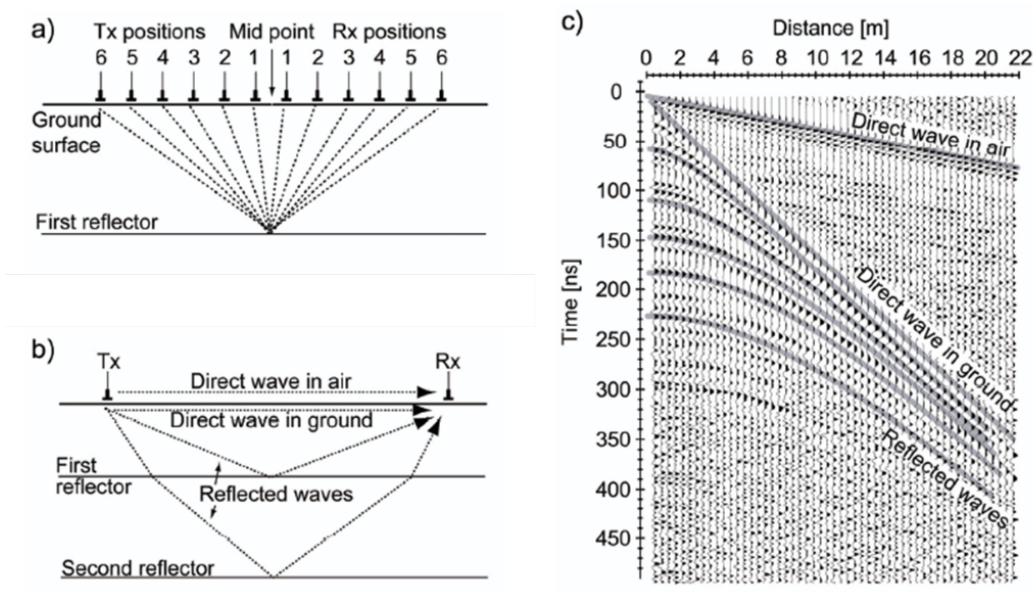 a)
Tx positions Mid point Rx positions
6 5 4 3 2 1 1 2 3 4 5 6
Ground
surface
First reflector
b)
Tx
Rx
Direct wave in air
Direct wave in ground
First
reflector
Reflected waves
Second reflector
c)
Distance [m]
0 2 4 6 8 10 12 14 16 18 20 22
Time [ns]
0
50
100
150
200
250
300
350
400
450
Direct wave in air
Direct wave in ground
Reflected waves